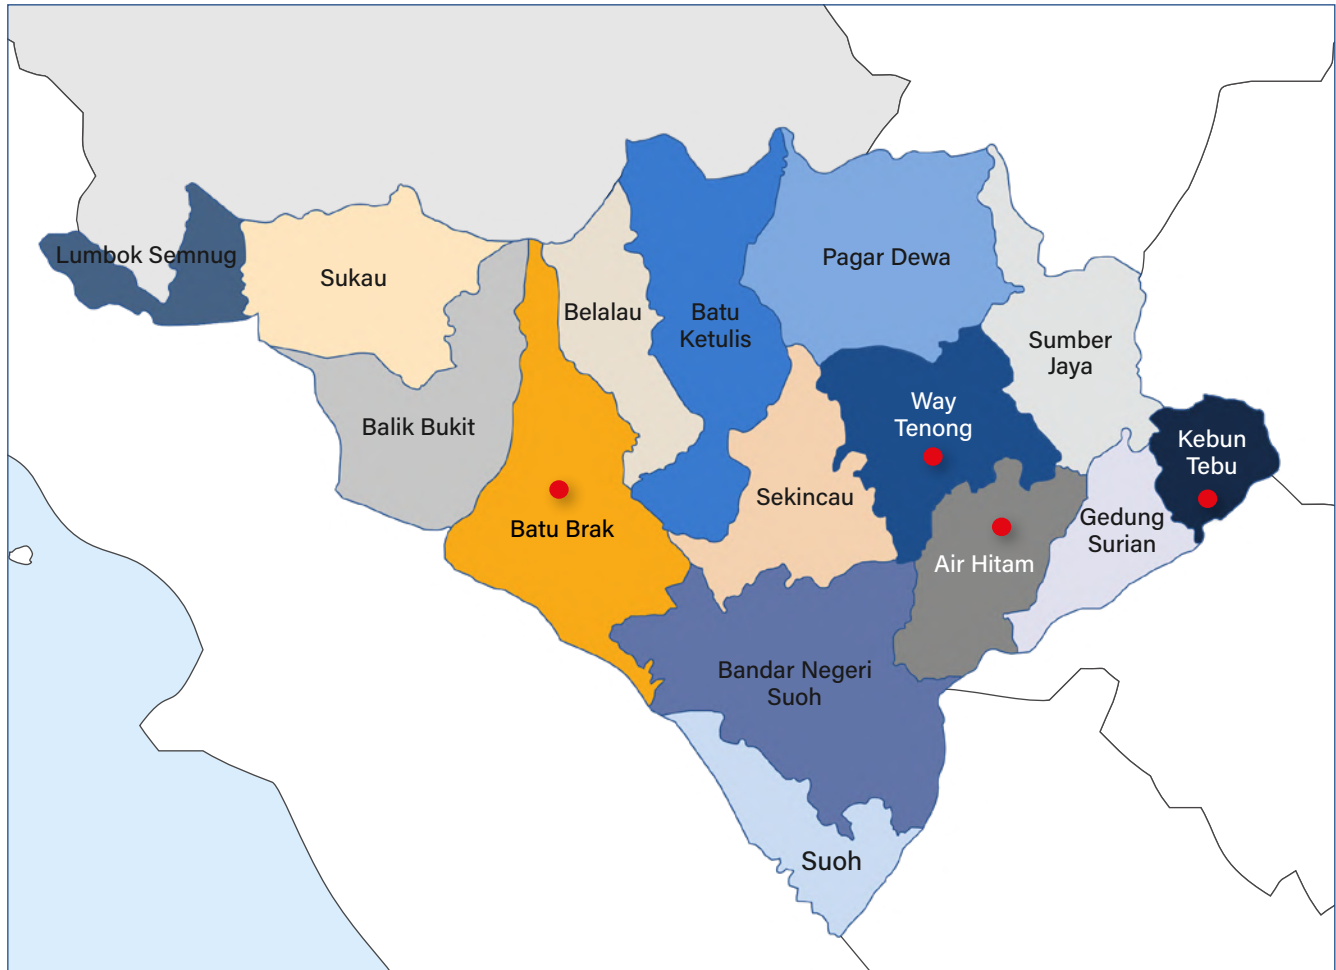 Lumbok Semnug
Sukau
Balik Bukit
Batu Brak
Belalau
Batu
Ketulis
Pagar Dewa
Sumber
Jaya
Way
Tenong
Kebun
Tebu
Sekincau
Gedung
Surian
Air Hitam
Bandar Negeri
Suoh
Suoh